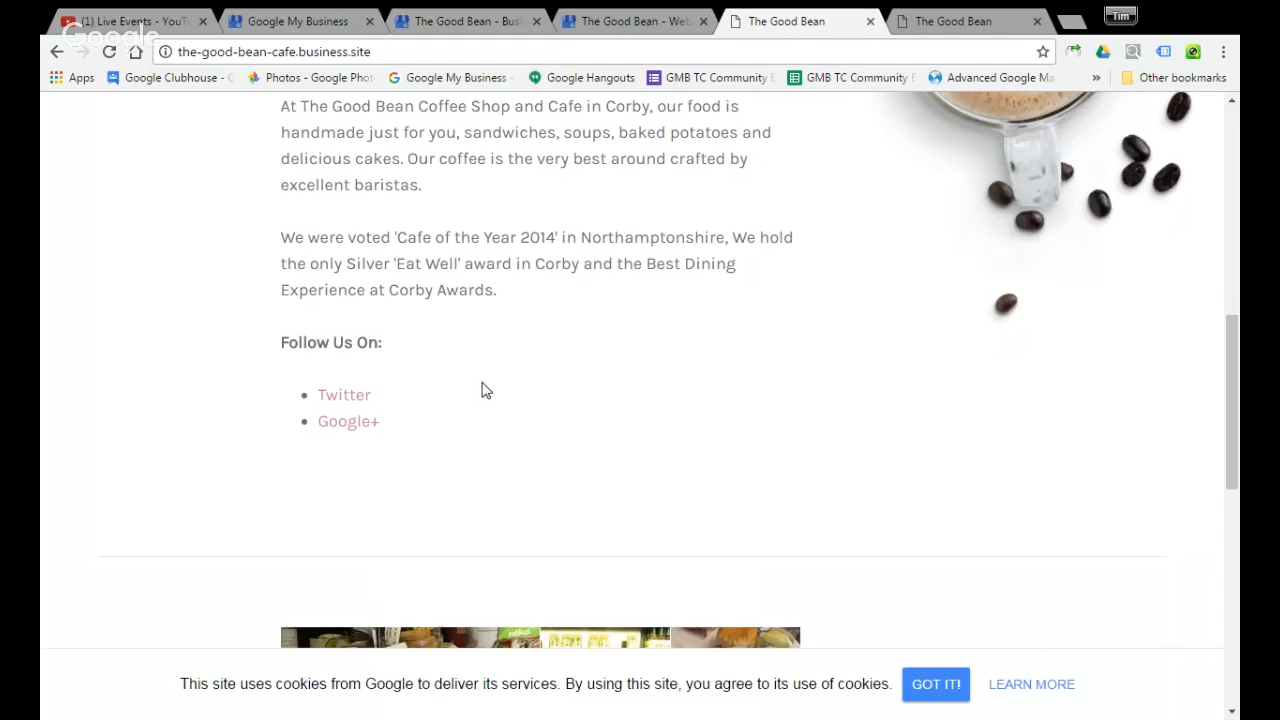 (1) Live Events - YouT
Google My Business
The Good Bean - Busi
The Good Bean - Web
The Good Bean
The Good Bean
Tim
Google
the-good-bean-cafe.business.site
Apps
Google Clubhouse - G
Photos - Google Phot
Google My Business -
Google Hangouts
GMB TC Community E
GMB TC Community E
Advanced Google Ma
»
Other bookmarks
At The Good Bean Coffee Shop and Cafe in Corby, our food is
handmade just for you, sandwiches, soups, baked potatoes and
delicious cakes. Our coffee is the very best around crafted by
excellent baristas.
We were voted 'Cafe of the Year 2014' in Northamptonshire, We hold
the only Silver 'Eat Well' award in Corby and the Best Dining
Experience at Corby Awards.
Follow Us On:
• Twitter
• Google+
This site uses cookies from Google to deliver its services. By using this site, you agree to its use of cookies.
GOT IT!
LEARN MORE